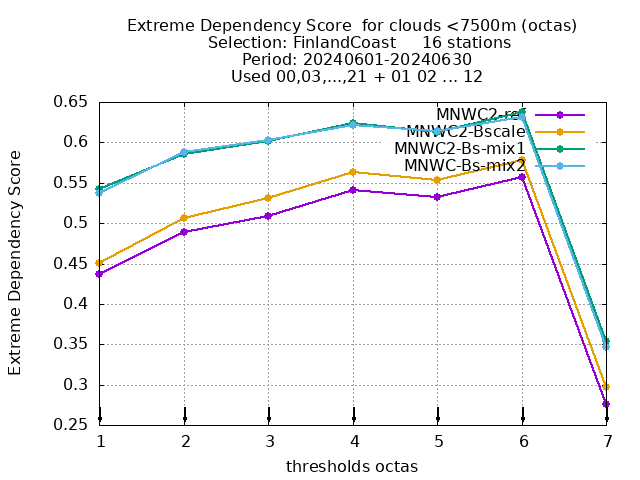 Extreme Dependency Score  for clouds <7500m (octas)
Selection: FinlandCoast     16 stations
Period: 20240601-20240630
Used 00,03,...,21 + 01 02 ... 12
0.65
0.6
0.55
0.5
0.45
0.4
0.35
0.3
0.25
Extreme Dependency Score
MNWC2-ref
MNWC2-Bscale
MNWC2-Bs-mix1
MNWC-Bs-mix2
1 2 3 4 5 6 7
thresholds octas